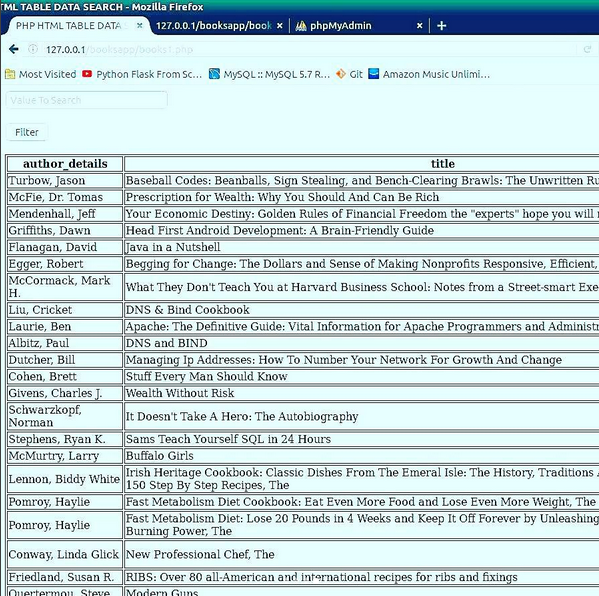 TML TABLE DATA SEARCH - Mozilla Firefox
PHP HTML TABLE DATA × 127.0.0.1/booksapp/book × phpMyAdmin × +
127.0.0.1/booksapp/books1.php
Most Visited Python Flask From Sc... MySQL :: MySQL 5.7 R... Git Amazon Music Unlimi...
Value To Search
Filter
author_details title
Turbow, Jason Baseball Codes: Beanballs, Sign Stealing, and Bench-Clearing Brawls: The Unwritten Ru
McFie, Dr. Tomas Prescription for Wealth: Why You Should And Can Be Rich
Mendenhall, Jeff Your Economic Destiny: Golden Rules of Financial Freedom the "experts" hope you will
Griffiths, Dawn Head First Android Development: A Brain-Friendly Guide
Flanagan, David Java in a Nutshell
Egger, Robert Begging for Change: The Dollars and Sense of Making Nonprofits Responsive, Efficient,
McCormack, Mark
H.
What They Don't Teach You at Harvard Business School: Notes from a Street-smart Exe
Liu, Cricket DNS & Bind Cookbook
Laurie, Ben Apache: The Definitive Guide: Vital Information for Apache Programmers and Administr
Albitz, Paul DNS and BIND
Dutcher, Bill Managing Ip Addresses: How To Number Your Network For Growth And Change
Cohen, Brett Stuff Every Man Should Know
Givens, Charles J. Wealth Without Risk
Schwarzkopf,
Norman
It Doesn't Take A Hero: The Autobiography
Stephens, Ryan K. Sams Teach Yourself SQL in 24 Hours
McMurtry, Larry Buffalo Girls
Lennon, Biddy White
Irish Heritage Cookbook: Classic Dishes From The Emeral Isle: The History, Traditions
150 Step By Step Recipes, The
Pomroy, Haylie Fast Metabolism Diet Cookbook: Eat Even More Food and Lose Even More Weight, The
Pomroy, Haylie
Fast Metabolism Diet: Lose 20 Pounds in 4 Weeks and Keep It Off Forever by Unleashing
Burning Power, The
Conway, Linda Glick New Professional Chef, The
Friedland, Susan R. RIBS: Over 80 all-American and international recipes for ribs and fixings
Quertermou, Steve Modern Guns